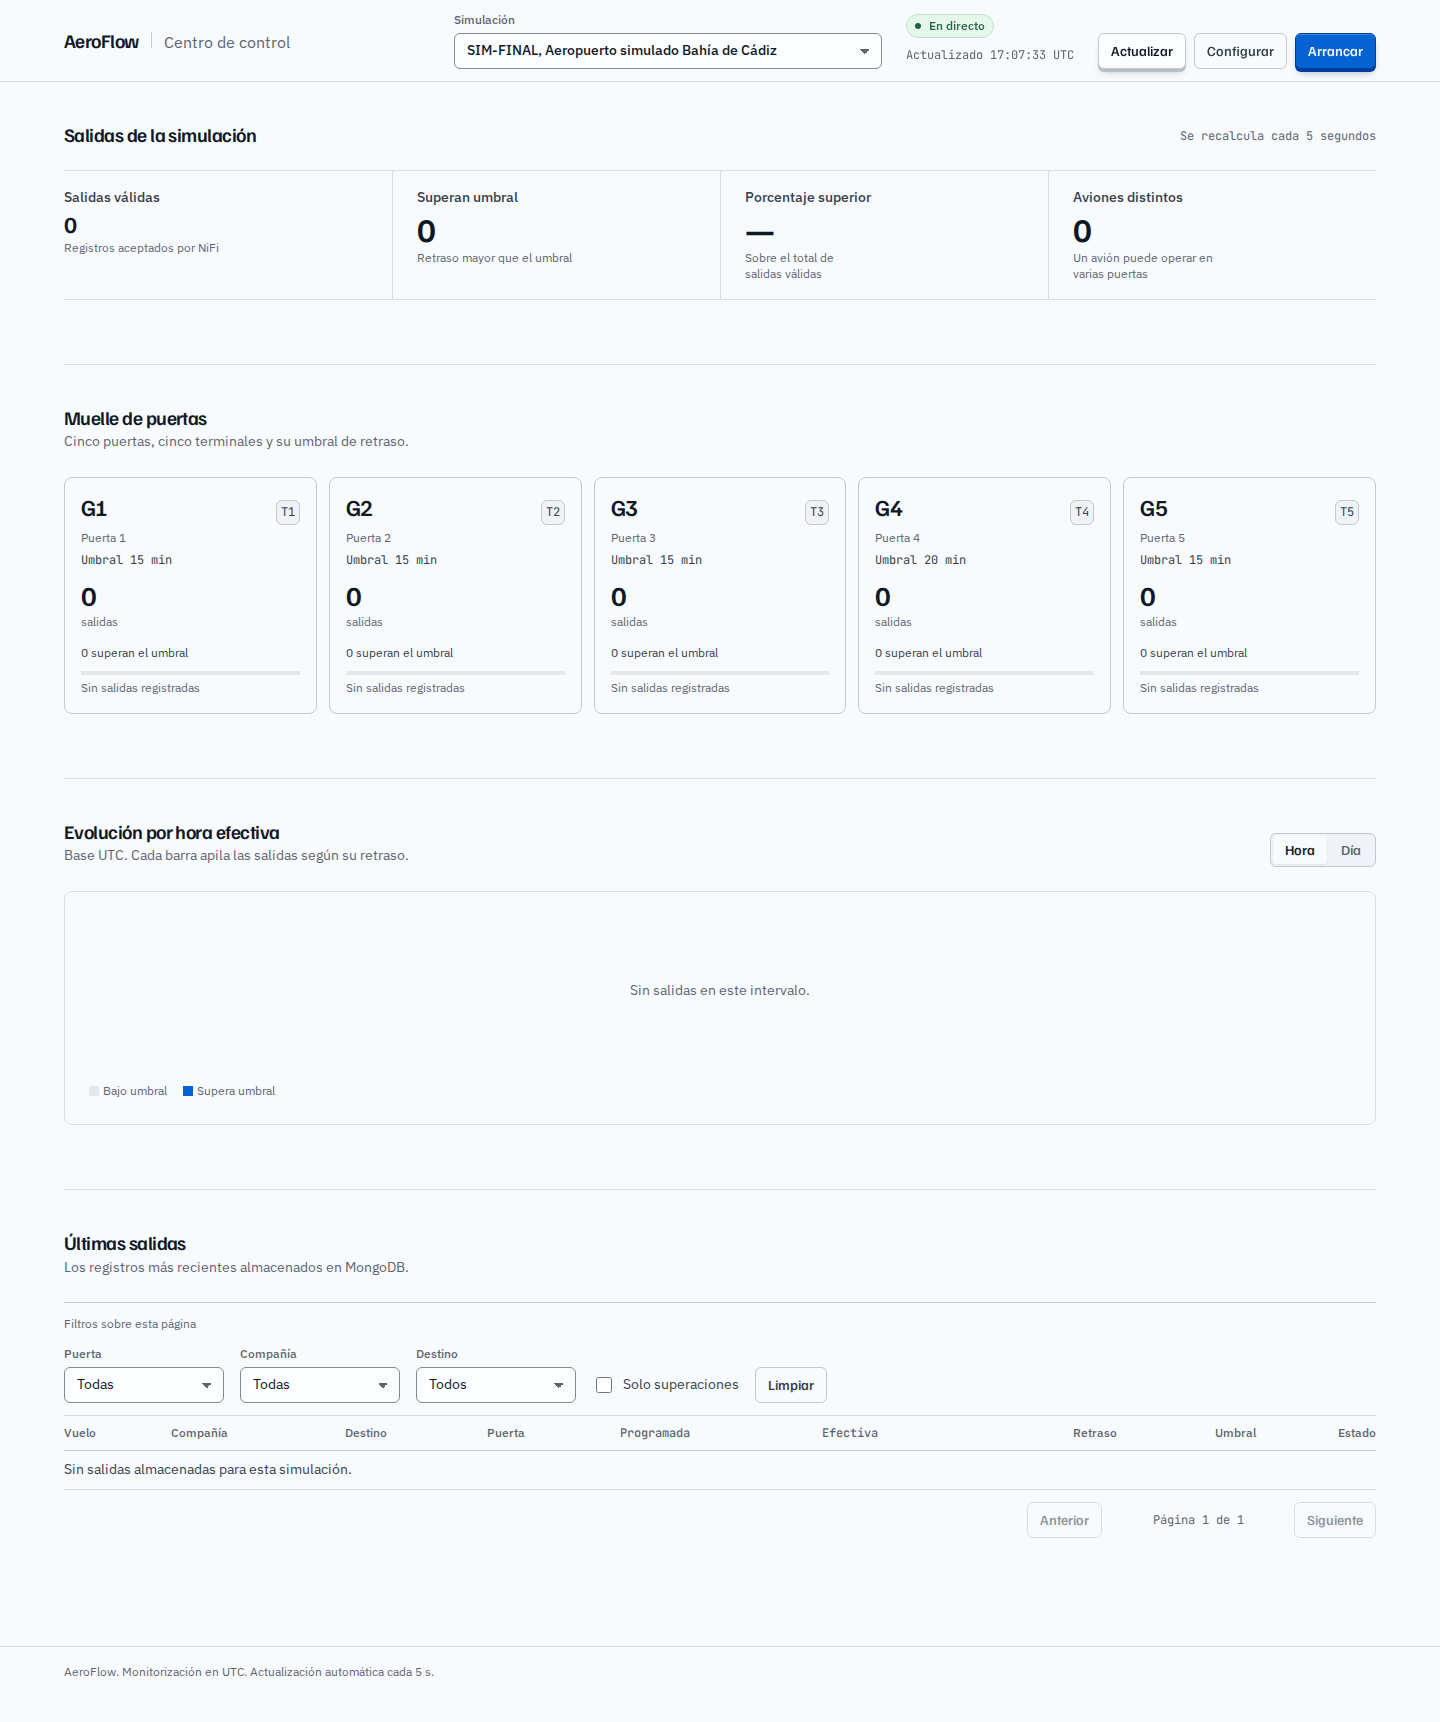 AeroFlow
Centro de control
Simulación
SIM-FINAL, Aeropuerto simulado Bahía de Cádiz
En directo
Actualizado 17:07:33 UTC
Actualizar
Configurar
Arrancar
Salidas de la simulación
Se recalcula cada 5 segundos
Salidas válidas
0
Registros aceptados por NiFi
Superan umbral
0
Retraso mayor que el umbral
Porcentaje superior
—
Sobre el total de
salidas válidas
Aviones distintos
0
Un avión puede operar en
varias puertas
Muelle de puertas
Cinco puertas, cinco terminales y su umbral de retraso.
G1
T1
Puerta 1
Umbral 15 min
0
salidas
0 superan el umbral
Sin salidas registradas
G2
T2
Puerta 2
Umbral 15 min
0
salidas
0 superan el umbral
Sin salidas registradas
G3
T3
Puerta 3
Umbral 15 min
0
salidas
0 superan el umbral
Sin salidas registradas
G4
T4
Puerta 4
Umbral 20 min
0
salidas
0 superan el umbral
Sin salidas registradas
G5
T5
Puerta 5
Umbral 15 min
0
salidas
0 superan el umbral
Sin salidas registradas
Evolución por hora efectiva
Base UTC. Cada barra apila las salidas según su retraso.
Hora
Día
Sin salidas en este intervalo.
Bajo umbral
Supera umbral
Últimas salidas
Los registros más recientes almacenados en MongoDB.
Filtros sobre esta página
Puerta
Compañía
Destino
Todas
Todas
Todos
Solo superaciones
Limpiar
Vuelo
Compañía
Destino
Puerta
Programada
Efectiva
Retraso
Umbral
Estado
Sin salidas almacenadas para esta simulación.
Anterior
Página 1 de 1
Siguiente
AeroFlow. Monitorización en UTC. Actualización automática cada 5 s.